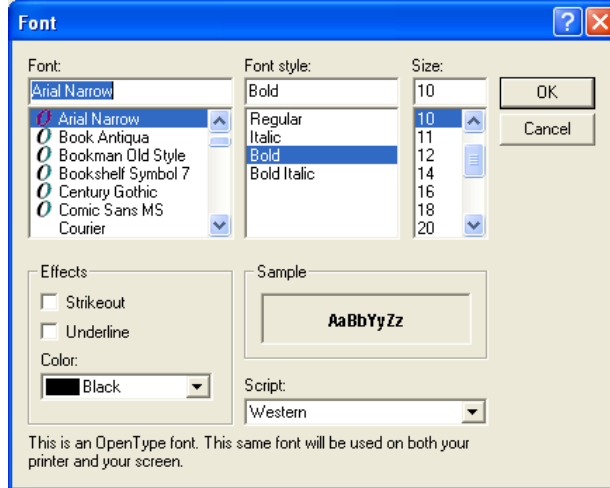 Font
Font:
Font style:
Size:
Arial Narrow
Bold
10
OK
Cancel
Arial Narrow
Book Antiqua
Bookman Old Style
Bookshelf Symbol 7
Century Gothic
Comic Sans MS
Courier
Regular
Italic
Bold
Bold Italic
10
11
12
14
16
18
20
Effects
Strikeout
Underline
Color:
Black
Sample
AaBbYyZz
Script:
Western
This is an OpenType font. This same font will be used on both your
printer and your screen.